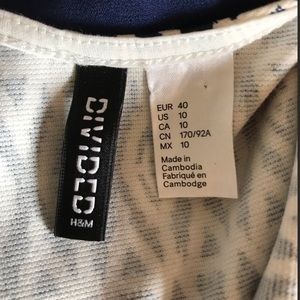 DIVIDED
H&M
EUR 40
US 10
CA 10
CN 170/92A
MX 10
Made in
Cambodia
Fabriqué en
Cambodge